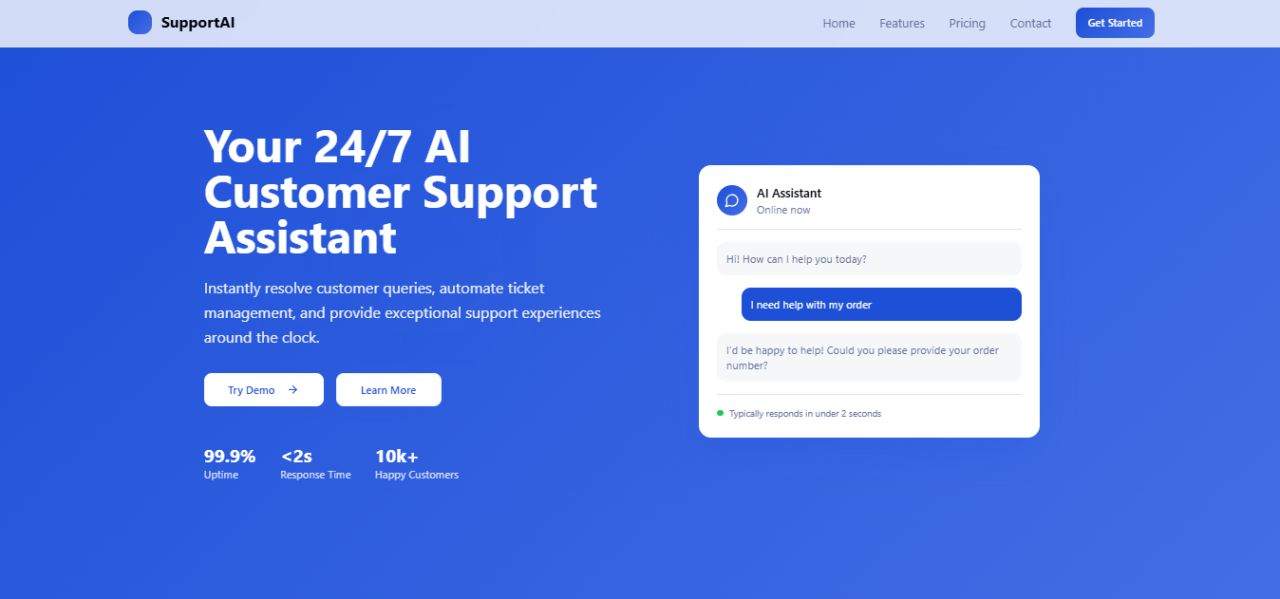 SupportAI
Home Features Pricing Contact Get Started
Your 24/7 AI
Customer Support
Assistant
Instantly resolve customer queries, automate ticket
management, and provide exceptional support experiences
around the clock.
Try Demo → Learn More
99.9% <2s 10k+
Uptime Response Time Happy Customers
AI Assistant
Online now
Hi! How can I help you today?
I need help with my order
I'd be happy to help! Could you please provide your order
number?
Typically responds in under 2 seconds